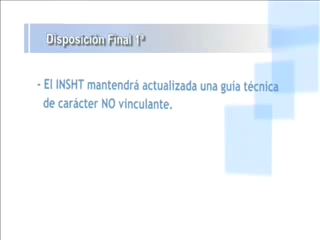 Disposición Final 1ª
- El INSHT mantendrá actualizada una guía técnica
de carácter NO vinculante.